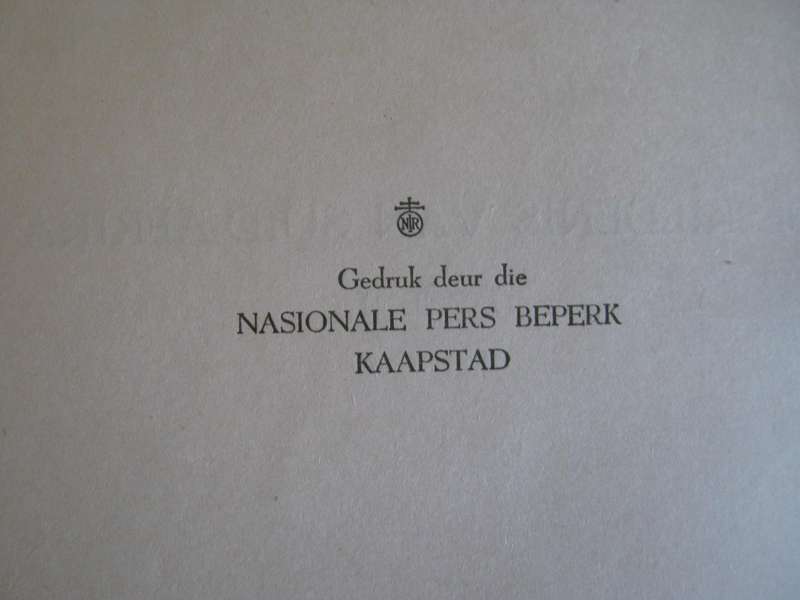 Gedruk deur die
NASIONALE PERS BEPERK
KAAPSTAD